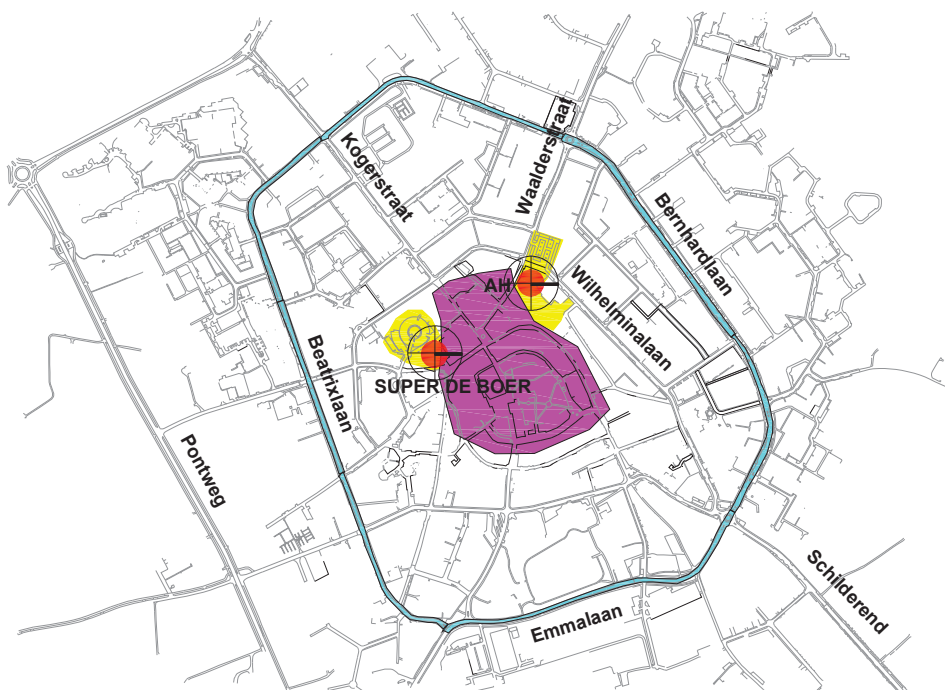 Kogerstraat
Waalderstraat
Bernhardlaan
AH
Wilhelminalaan
Beatrixlaan
SUPER DE BOER
Pontweg
Schilderend
Emmalaan